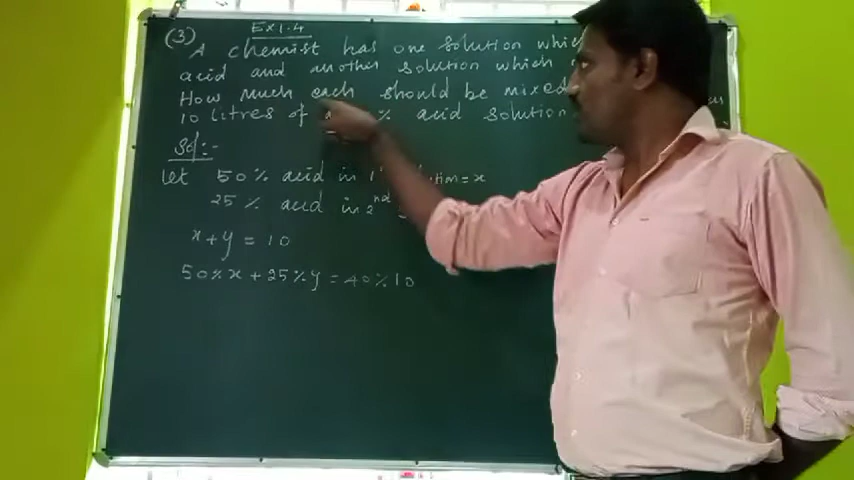 Ex 1.4
(3) A chemist has one solution which
acid and another solution which
How much each should be mixed
10 litres of % acid solution
Sol:-
Let 50% acid in = x
25% acid in 2nd
x + y = 10
50% x + 25% y = 40% 10